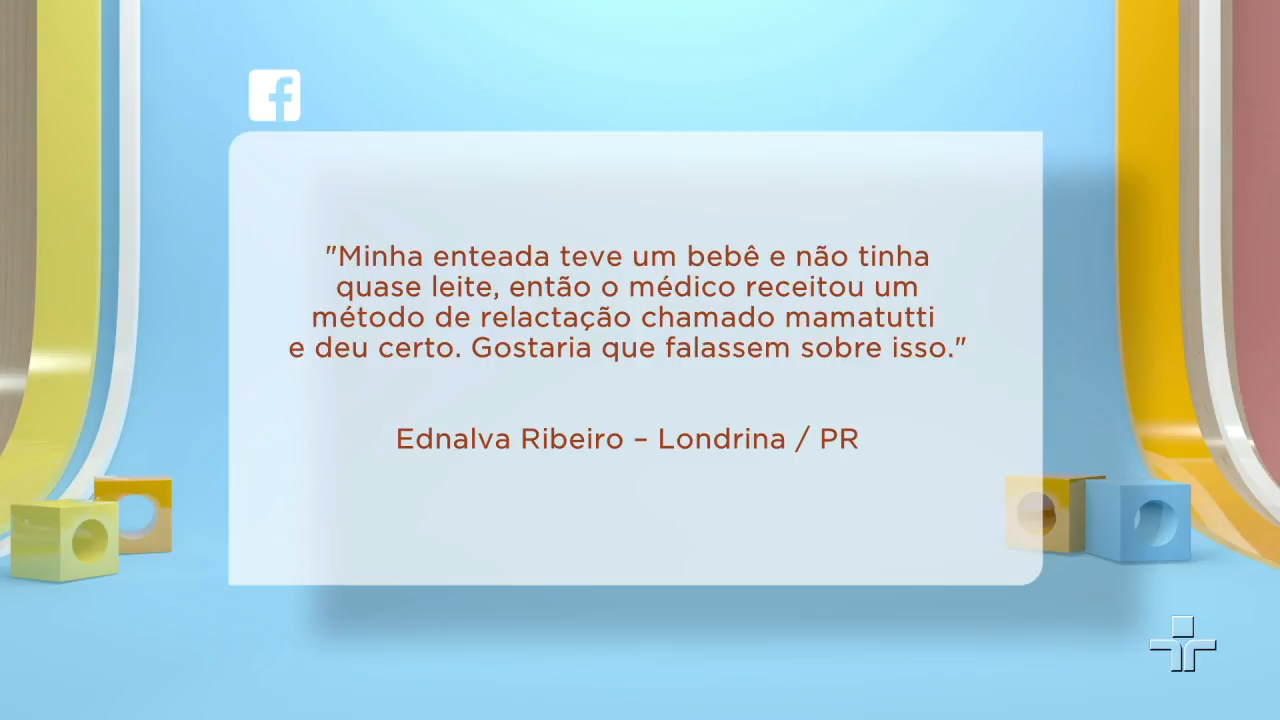 "Minha enteada teve um bebê e não tinha
quase leite, então o médico receitou um
método de relactação chamado mamatutti
e deu certo. Gostaria que falassem sobre isso."
Ednalva Ribeiro – Londrina / PR